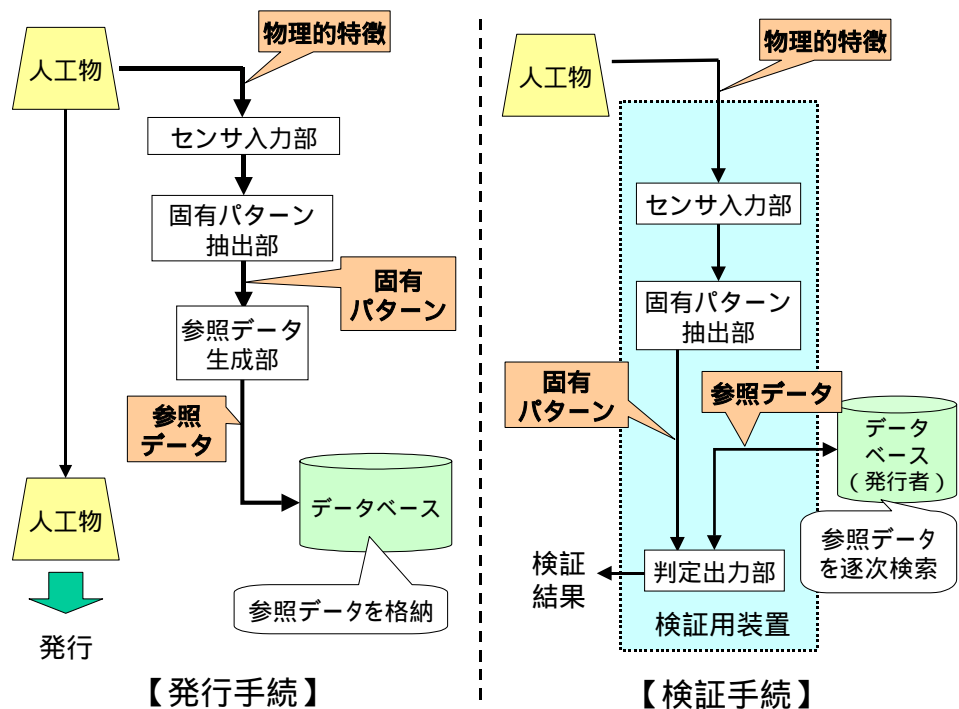 物理的特徴
人工物
センサ入力部
固有パターン
抽出部
固有
パターン
参照データ
生成部
参照
データ
データベース
人工物
参照データを格納
発行
【発行手続】
物理的特徴
人工物
センサ入力部
固有パターン
抽出部
固有
パターン
参照データ
データ
ベース
(発行者)
参照データ
を逐次検索
判定出力部
検証
結果
検証用装置
【検証手続】